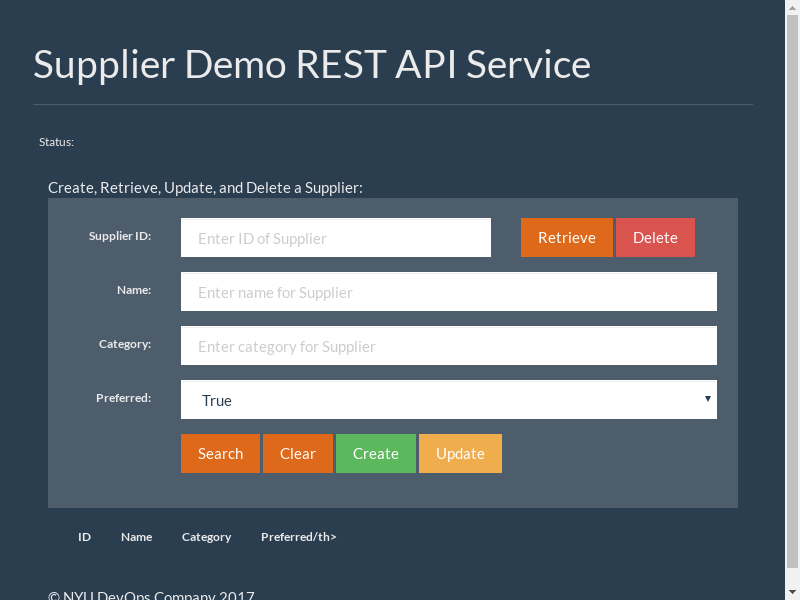 Supplier Demo REST API Service
Status:
Create, Retrieve, Update, and Delete a Supplier:
Supplier ID: Enter ID of Supplier Retrieve Delete
Name: Enter name for Supplier
Category: Enter category for Supplier
Preferred: True
Search Clear Create Update
ID Name Category Preferred/th>
© NYU DevOps Company 2017